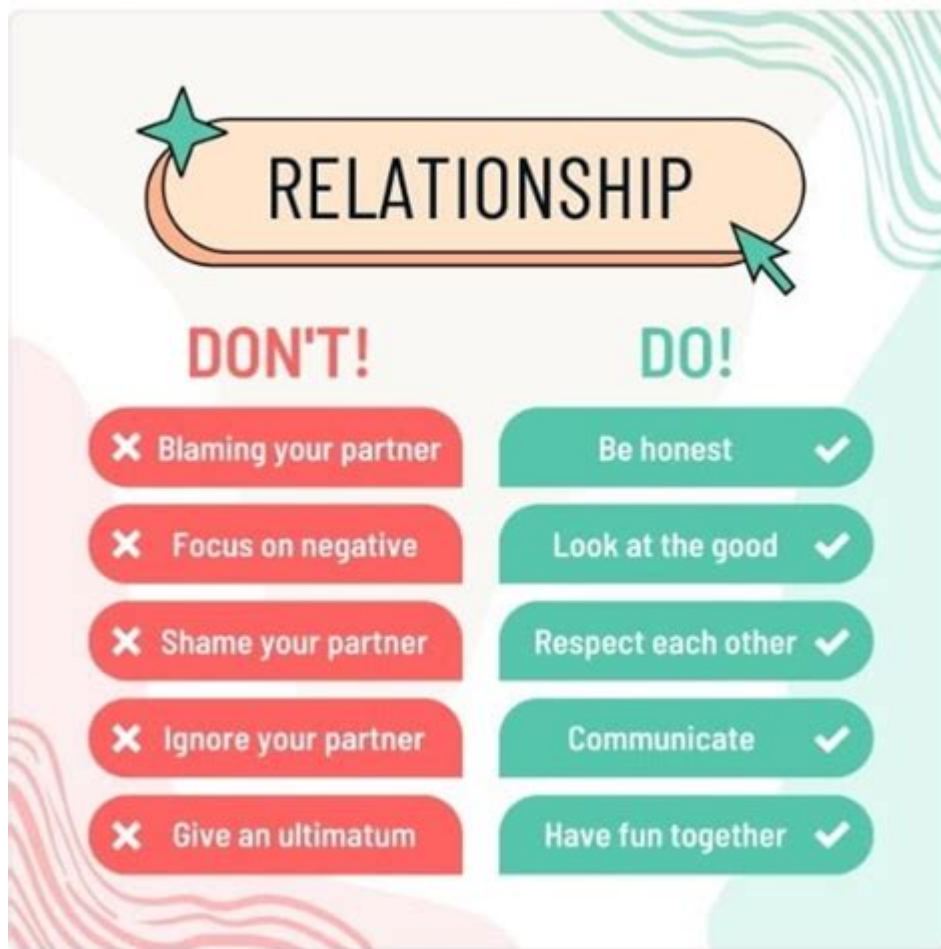 RELATIONSHIP
DON'T!
Blaming your partner
Focus on negative
Shame your partner
Ignore your partner
Give an ultimatum
DO!
Be honest
Look at the good
Respect each other
Communicate
Have fun together